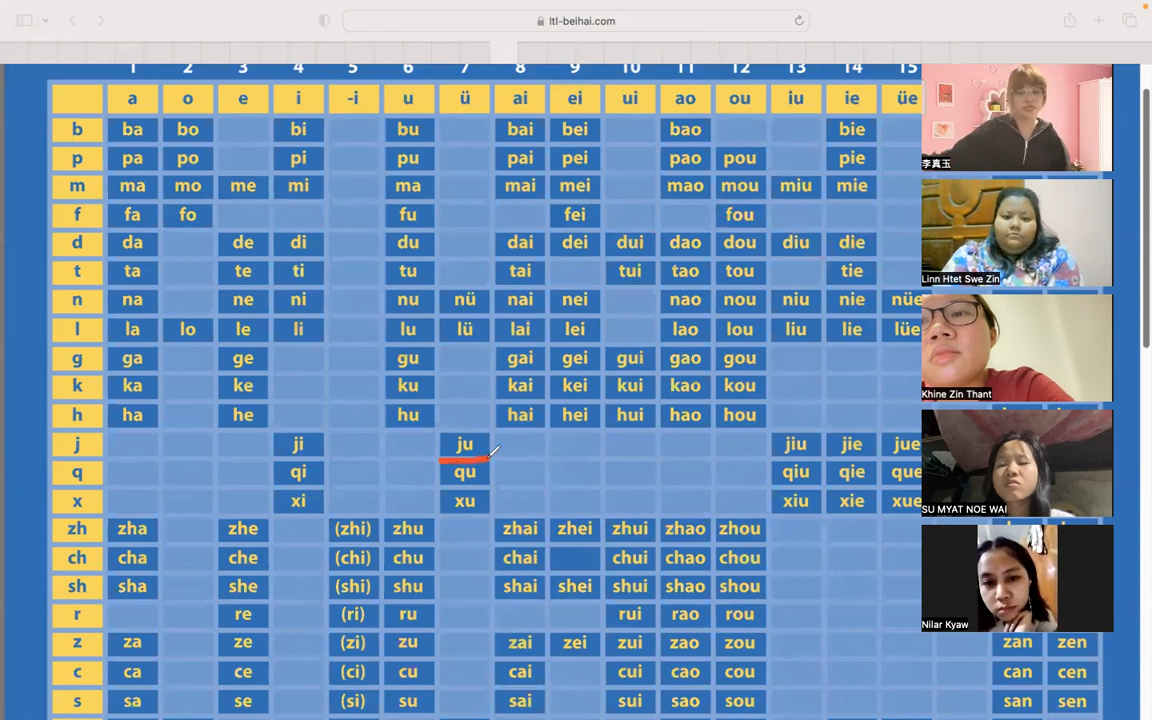 ltl-beihai.com
1 2 3 4 5 6 7 8 9 10 11 12 13 14 15
a o e i -i u ü ai ei ui ao ou iu ie üe
b ba bo bi bu bai bei bao bie
p pa po pi pu pai pei pao pou pie
m ma mo me mi ma mai mei mao mou miu mie
f fa fo fu fei fou
d da de di du dai dei dui dao dou diu die
t ta te ti tu tai tui tao tou tie
n na ne ni nu nü nai nei nao nou niu nie nüe
l la lo le li lu lü lai lei lao lou liu lie lüe
g ga ge gu gai gei gui gao gou
k ka ke ku kai kei kui kao kou
h ha he hu hai hei hui hao hou
j ji ju jiu jie jue
q qi qu qiu qie que
x xi xu xiu xie xue
zh zha zhe (zhi) zhu zhai zhei zhui zhao zhou
ch cha che (chi) chu chai chui chao chou
sh sha she (shi) shu shai shei shui shao shou
r re (ri) ru rui rao rou
z za ze (zi) zu zai zei zui zao zou zan zen
c ca ce (ci) cu cai cui cao cou can cen
s sa se (si) su sai sui sao sou san sen
李真玉
Linn Htet Swe Zin
Khine Zin Thant
SU MYAT NOE WAI
Nilar Kyaw